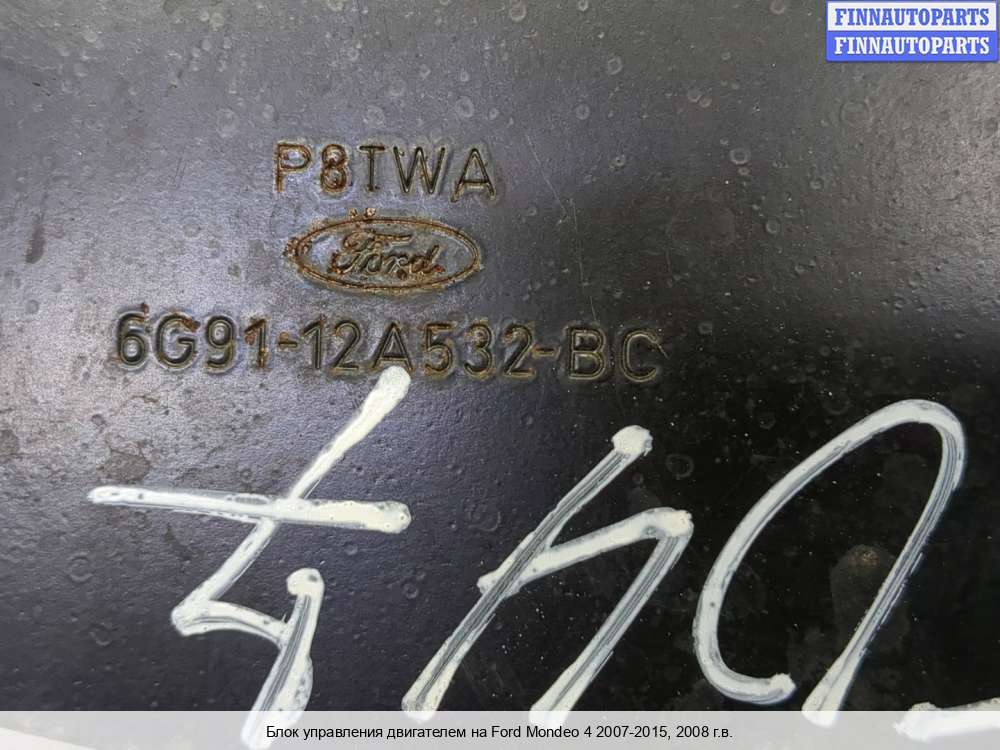 FINNAUTOPARTS
FINNAUTOPARTS
P8TWA
Ford
6G91-12A532-BC
Блок управления двигателем на Ford Mondeo 4 2007-2015, 2008 г.в.